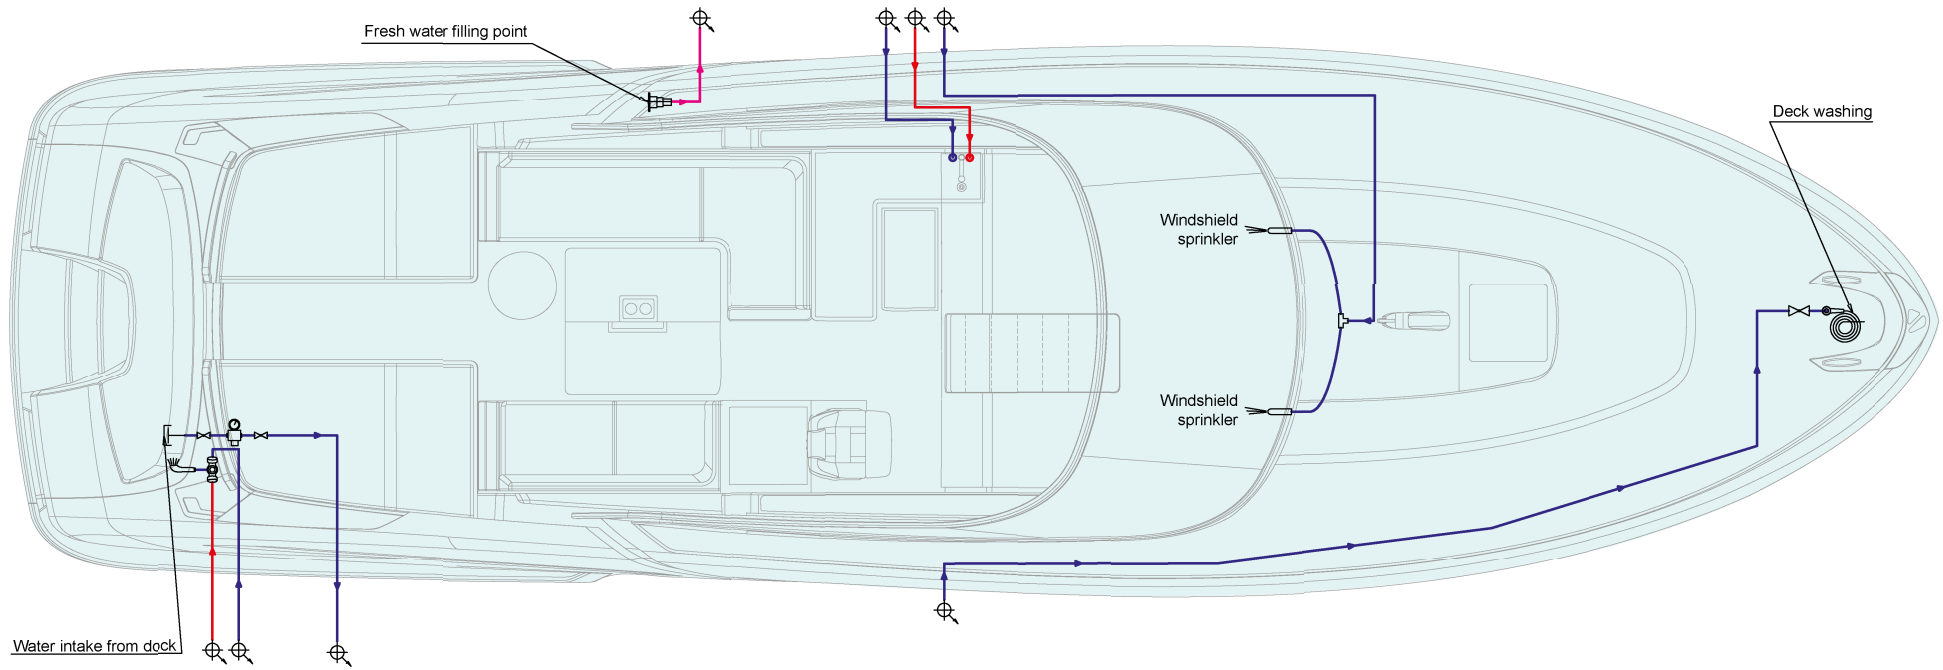 Fresh water filling point
Deck washing
Windshield
sprinkler
Windshield
sprinkler
Water intake from dock